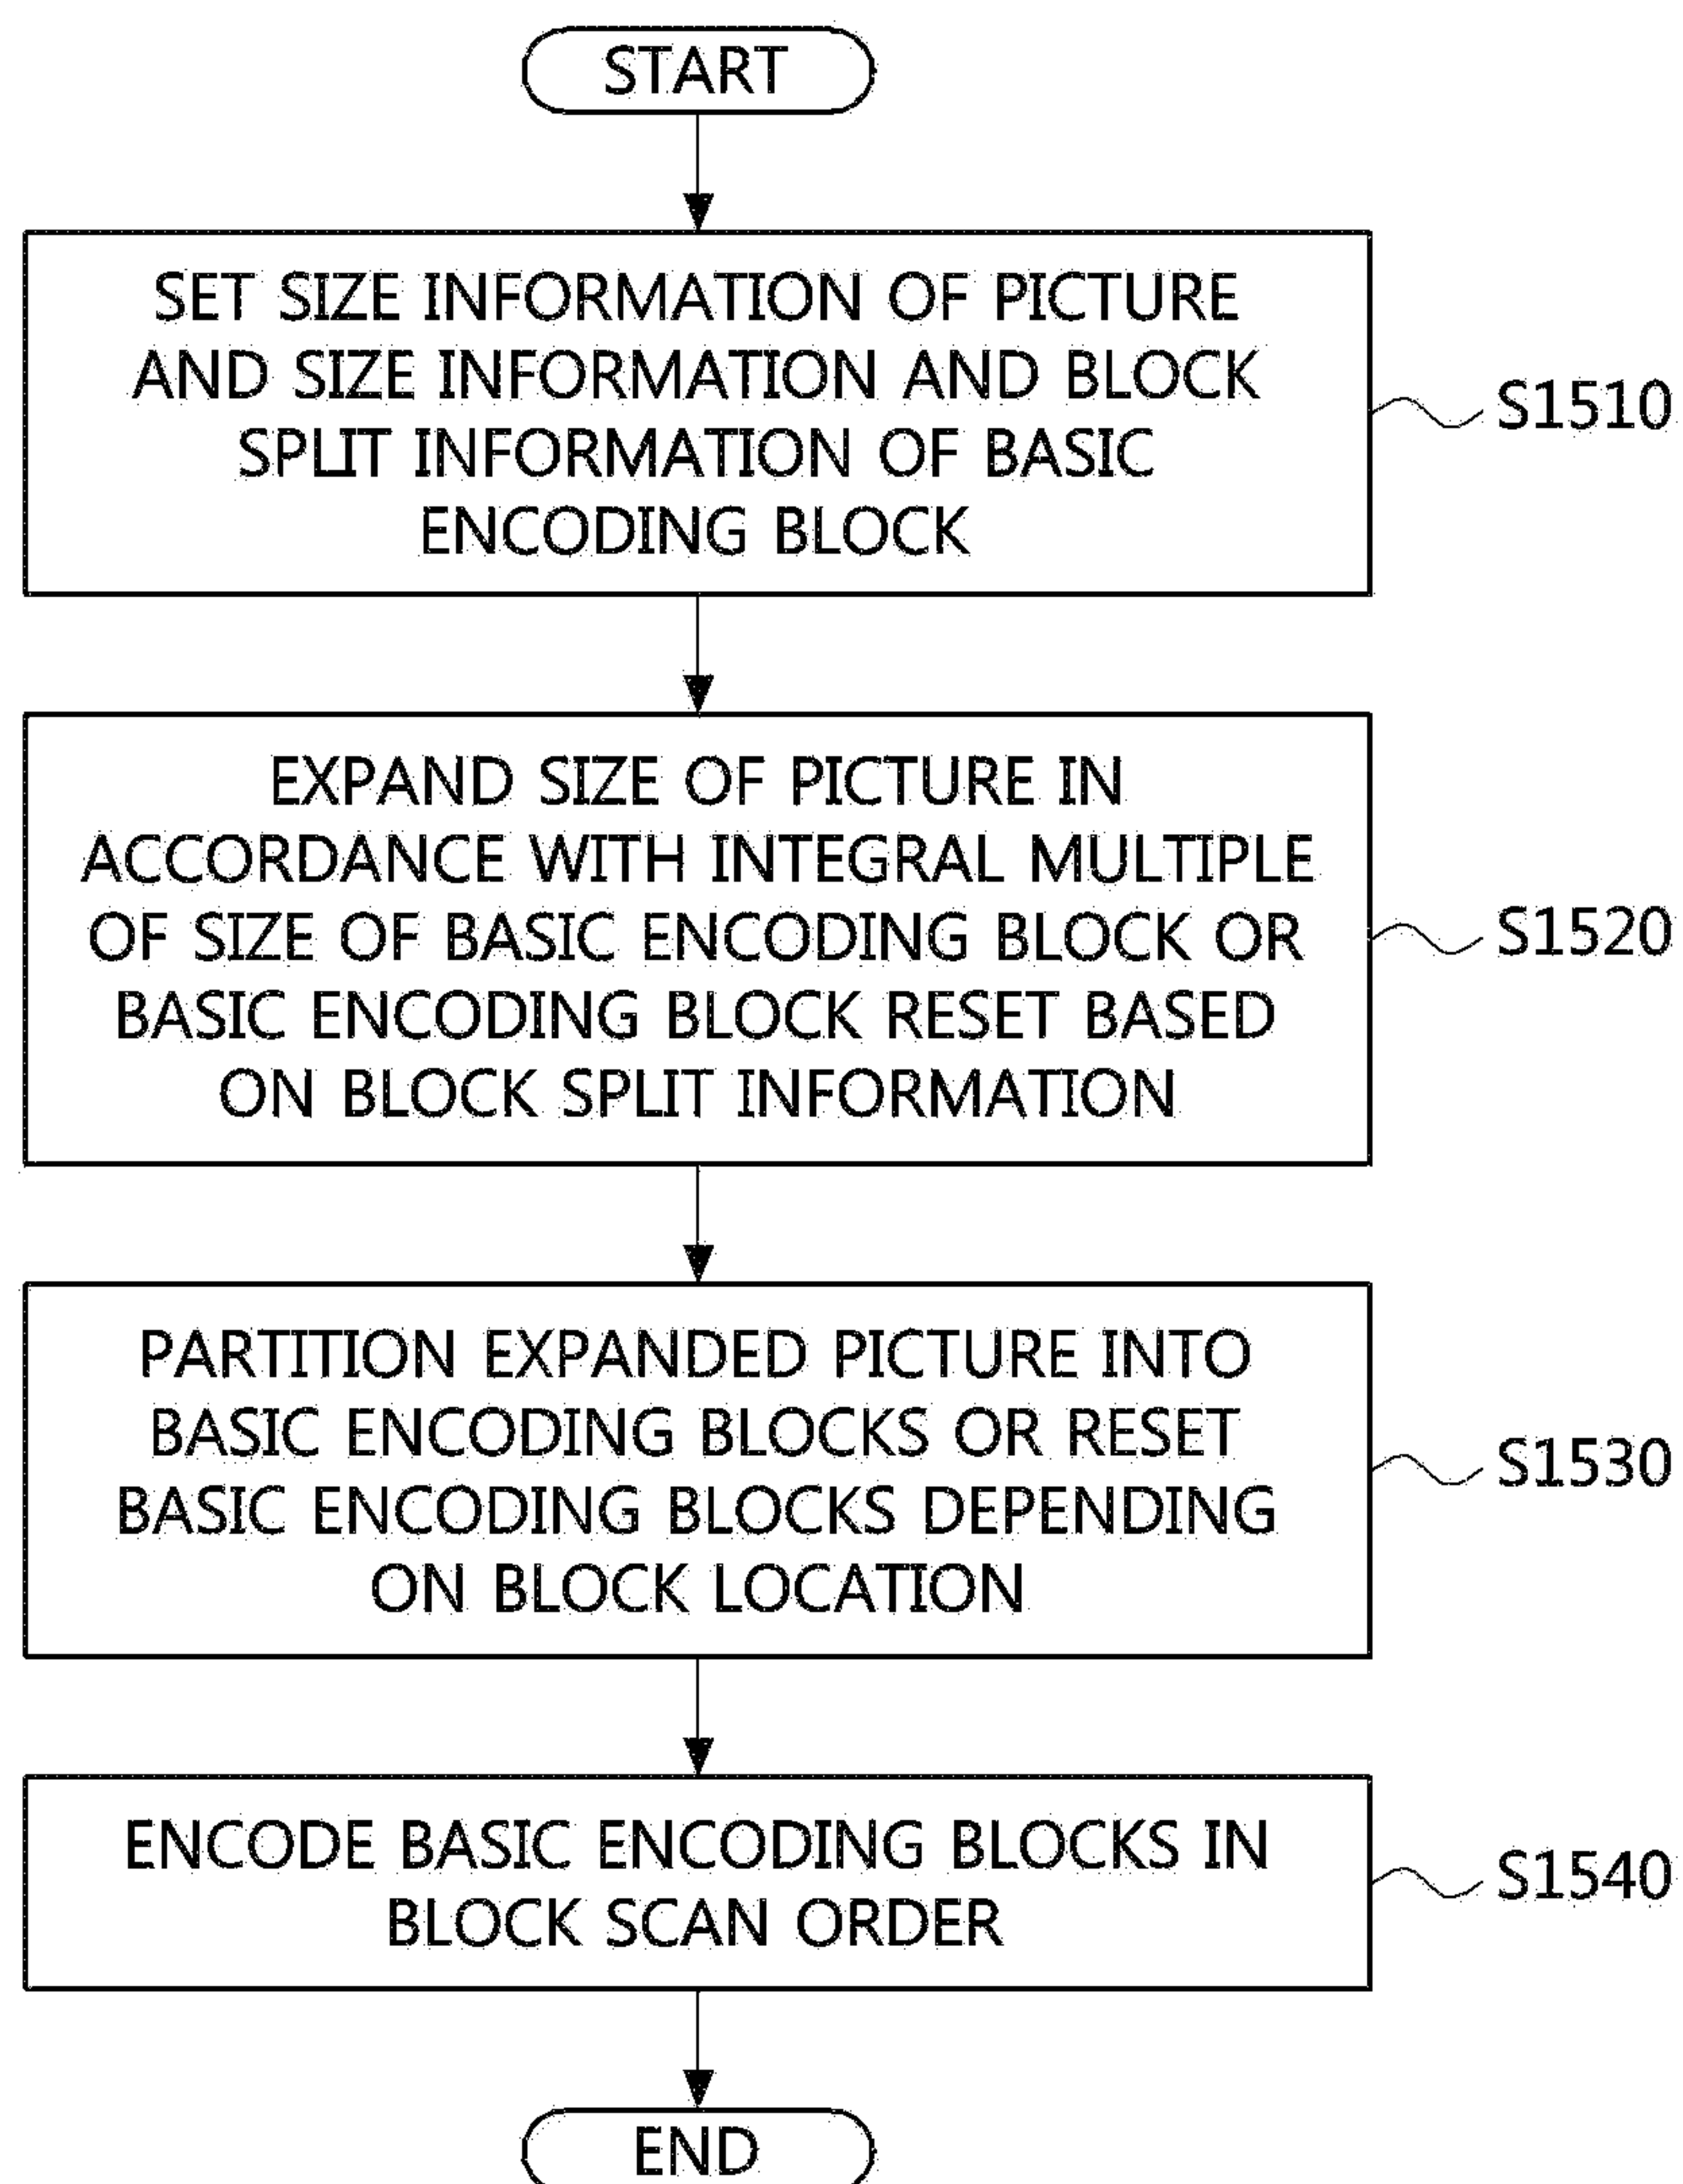 START
SET SIZE INFORMATION OF PICTURE
AND SIZE INFORMATION AND BLOCK
SPLIT INFORMATION OF BASIC
ENCODING BLOCK
S1510
EXPAND SIZE OF PICTURE IN
ACCORDANCE WITH INTEGRAL MULTIPLE
OF SIZE OF BASIC ENCODING BLOCK OR
BASIC ENCODING BLOCK RESET BASED
ON BLOCK SPLIT INFORMATION
S1520
PARTITION EXPANDED PICTURE INTO
BASIC ENCODING BLOCKS OR RESET
BASIC ENCODING BLOCKS DEPENDING
ON BLOCK LOCATION
S1530
ENCODE BASIC ENCODING BLOCKS IN
BLOCK SCAN ORDER
S1540
END